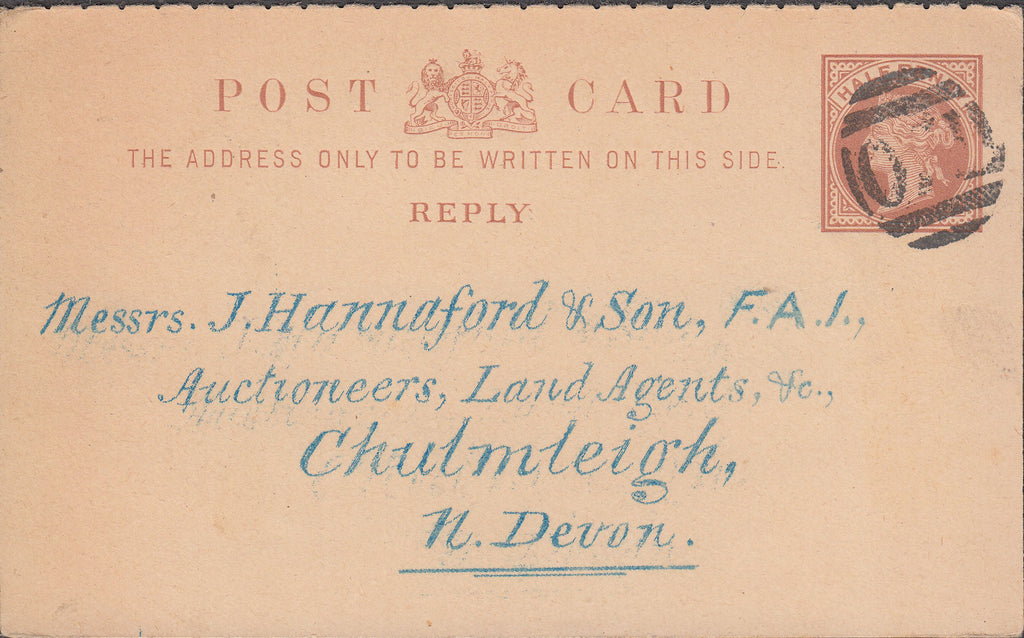 POST CARD
THE ADDRESS ONLY TO BE WRITTEN ON THIS SIDE.
REPLY
Messrs. J. Hannaford & Son, F.A.I.,
Auctioneers, Land Agents, &c.,
Chulmleigh,
N. Devon.